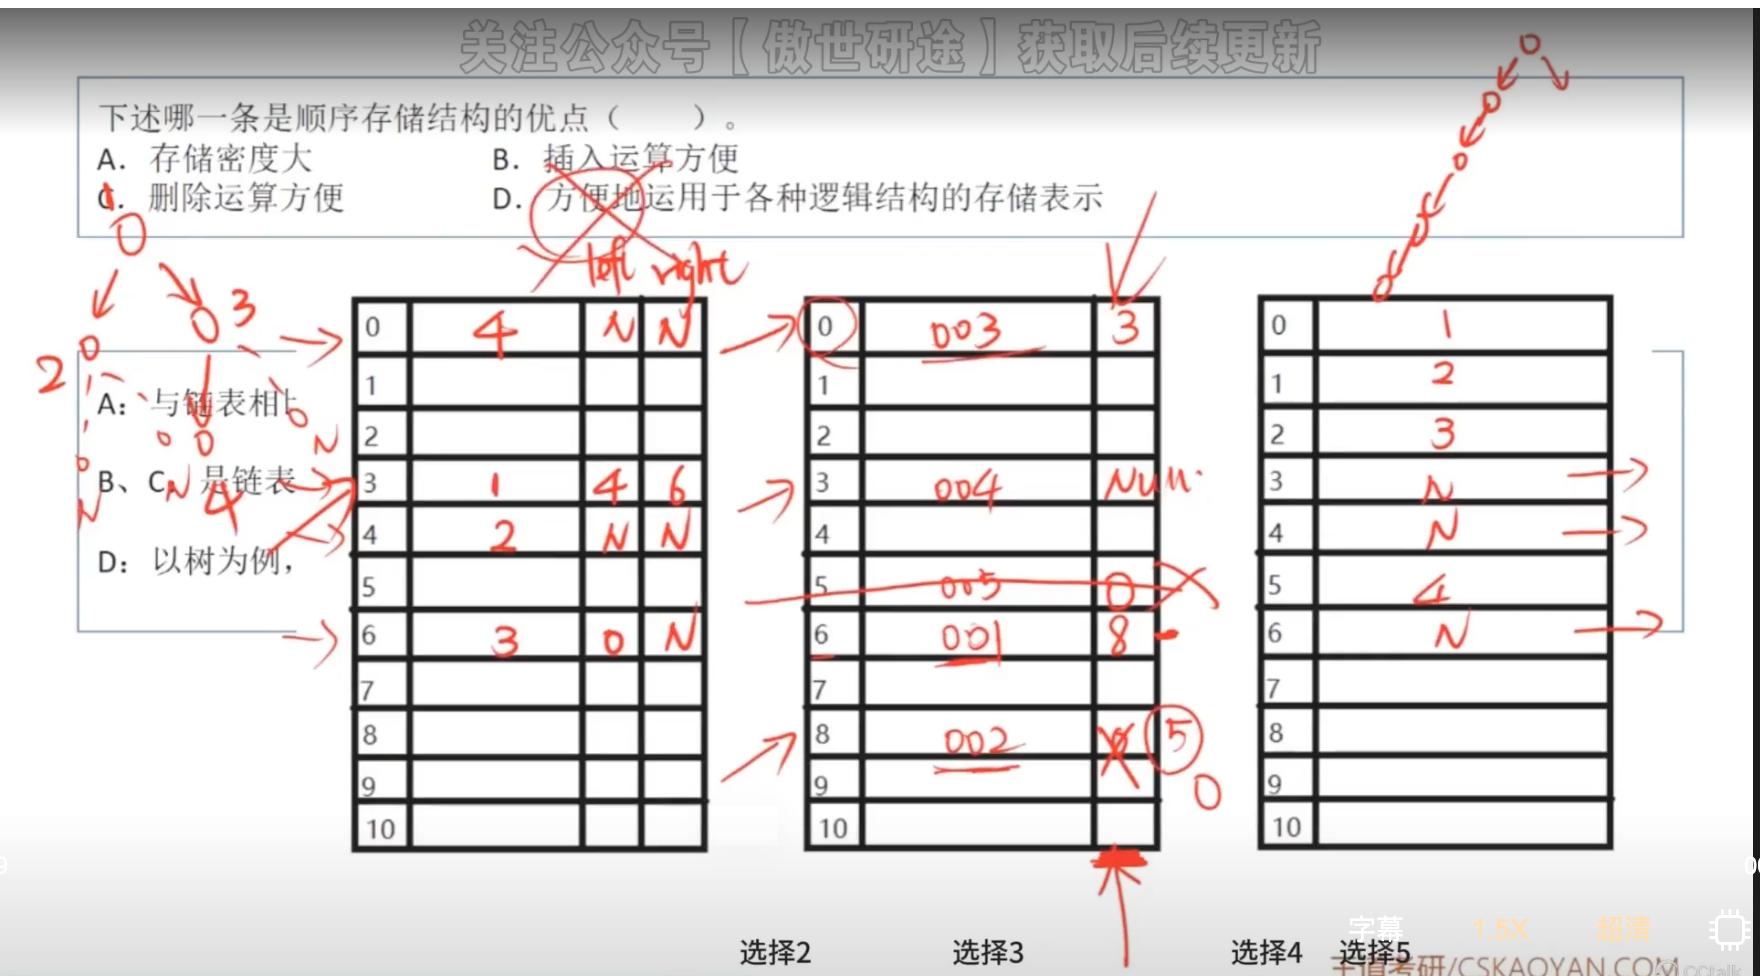 关注公众号【傲世研途】获取后续更新
下述哪一条是顺序存储结构的优点（ ）。
A. 存储密度大 B. 插入运算方便
C. 删除运算方便 D. 方便地运用于各种逻辑结构的存储表示
1
left right
3
2
A: 与链表相比
N
B、C: 是链表
N N 4
D: 以树为例，
0 4 N N
1
2
3 1 4 6
4 2 N N
5
6 3 0 N
7
8
9
10
0 003 3
1
2
3 004 Null
4
5 005 0
6 001 8
7
8 002 5
9 0
10
0 1
1 2
2 3
3 N
4 N
5 4
6 N
7
8
9
10
字幕 1.5X 超清
选择2 选择3 选择4 选择5
王道考研/CSKAOYAN.COM